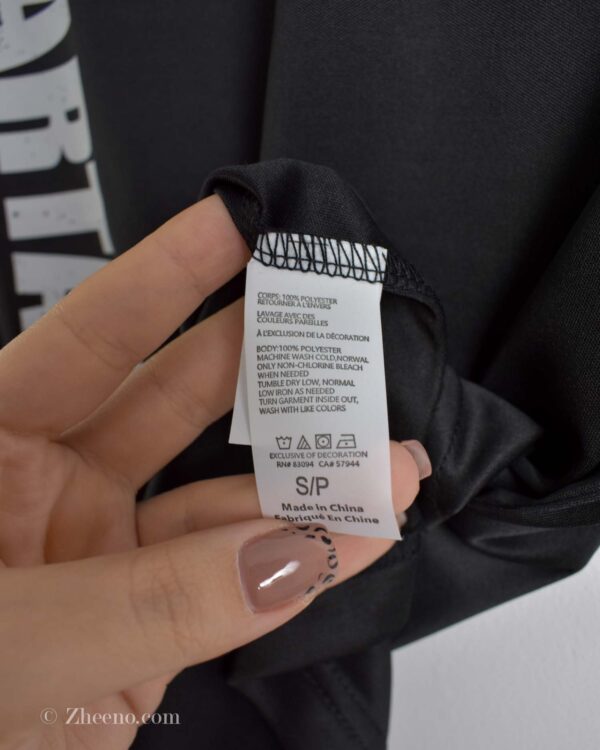 ARTA
CORPS: 100% POLYESTER
RETOURNER A L'ENVERS
LAVAGE AVEC DES
COULEURS PAREILLES
À L'EXCLUSION DE LA DÉCORATION
BODY:100% POLYESTER
MACHINE WASH COLD,NORWAL
ONLY NON-CHLORINE BLEACH
WHEN NEEDED
TUMBLE DRY LOW, NORMAL
LOW IRON AS NEEDED
TURN GARMENT INSIDE OUT,
WASH WITH LIKE COLORS
EXCLUSIVE OF DECORATION
RN# 83094 CA# 57944
S/P
Made in China
Fabriqué En Chine
© Zheeno.com